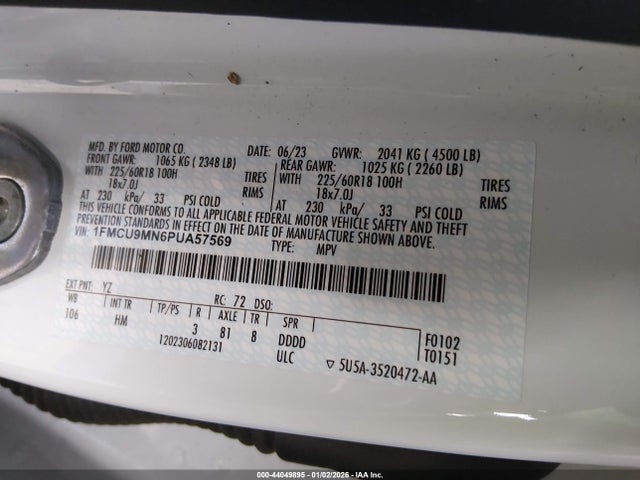 MFD. BY FORD MOTOR CO.
DATE: 06/23 GVWR: 2041 KG ( 4500 LB)
FRONT GAWR: 1065 KG ( 2348 LB) REAR GAWR: 1025 KG ( 2260 LB)
WITH 225/60R18 100H TIRES WITH 225/60R18 100H TIRES
18x7.0J RIMS 18x7.0J RIMS
AT 230 kPa/ 33 PSI COLD AT 230 kPa/ 33 PSI COLD
THIS VEHICLE CONFORMS TO ALL APPLICABLE FEDERAL MOTOR VEHICLE SAFETY AND THEFT
PREVENTION STANDARDS IN EFFECT ON THE DATE OF MANUFACTURE SHOWN ABOVE.
VIN: 1FMCU9MN6PUA57569
TYPE: MPV
EXT PNT: YZ RC: 72 DSO:
WB INT TR TP/PS R AXLE TR SPR
106 HM 3 81 8 DDDD F0102
1202306082131 ULC T0151
▽ 5U5A-3520472-AA
000-44049895 - 01/02/2026 - IAA Inc.